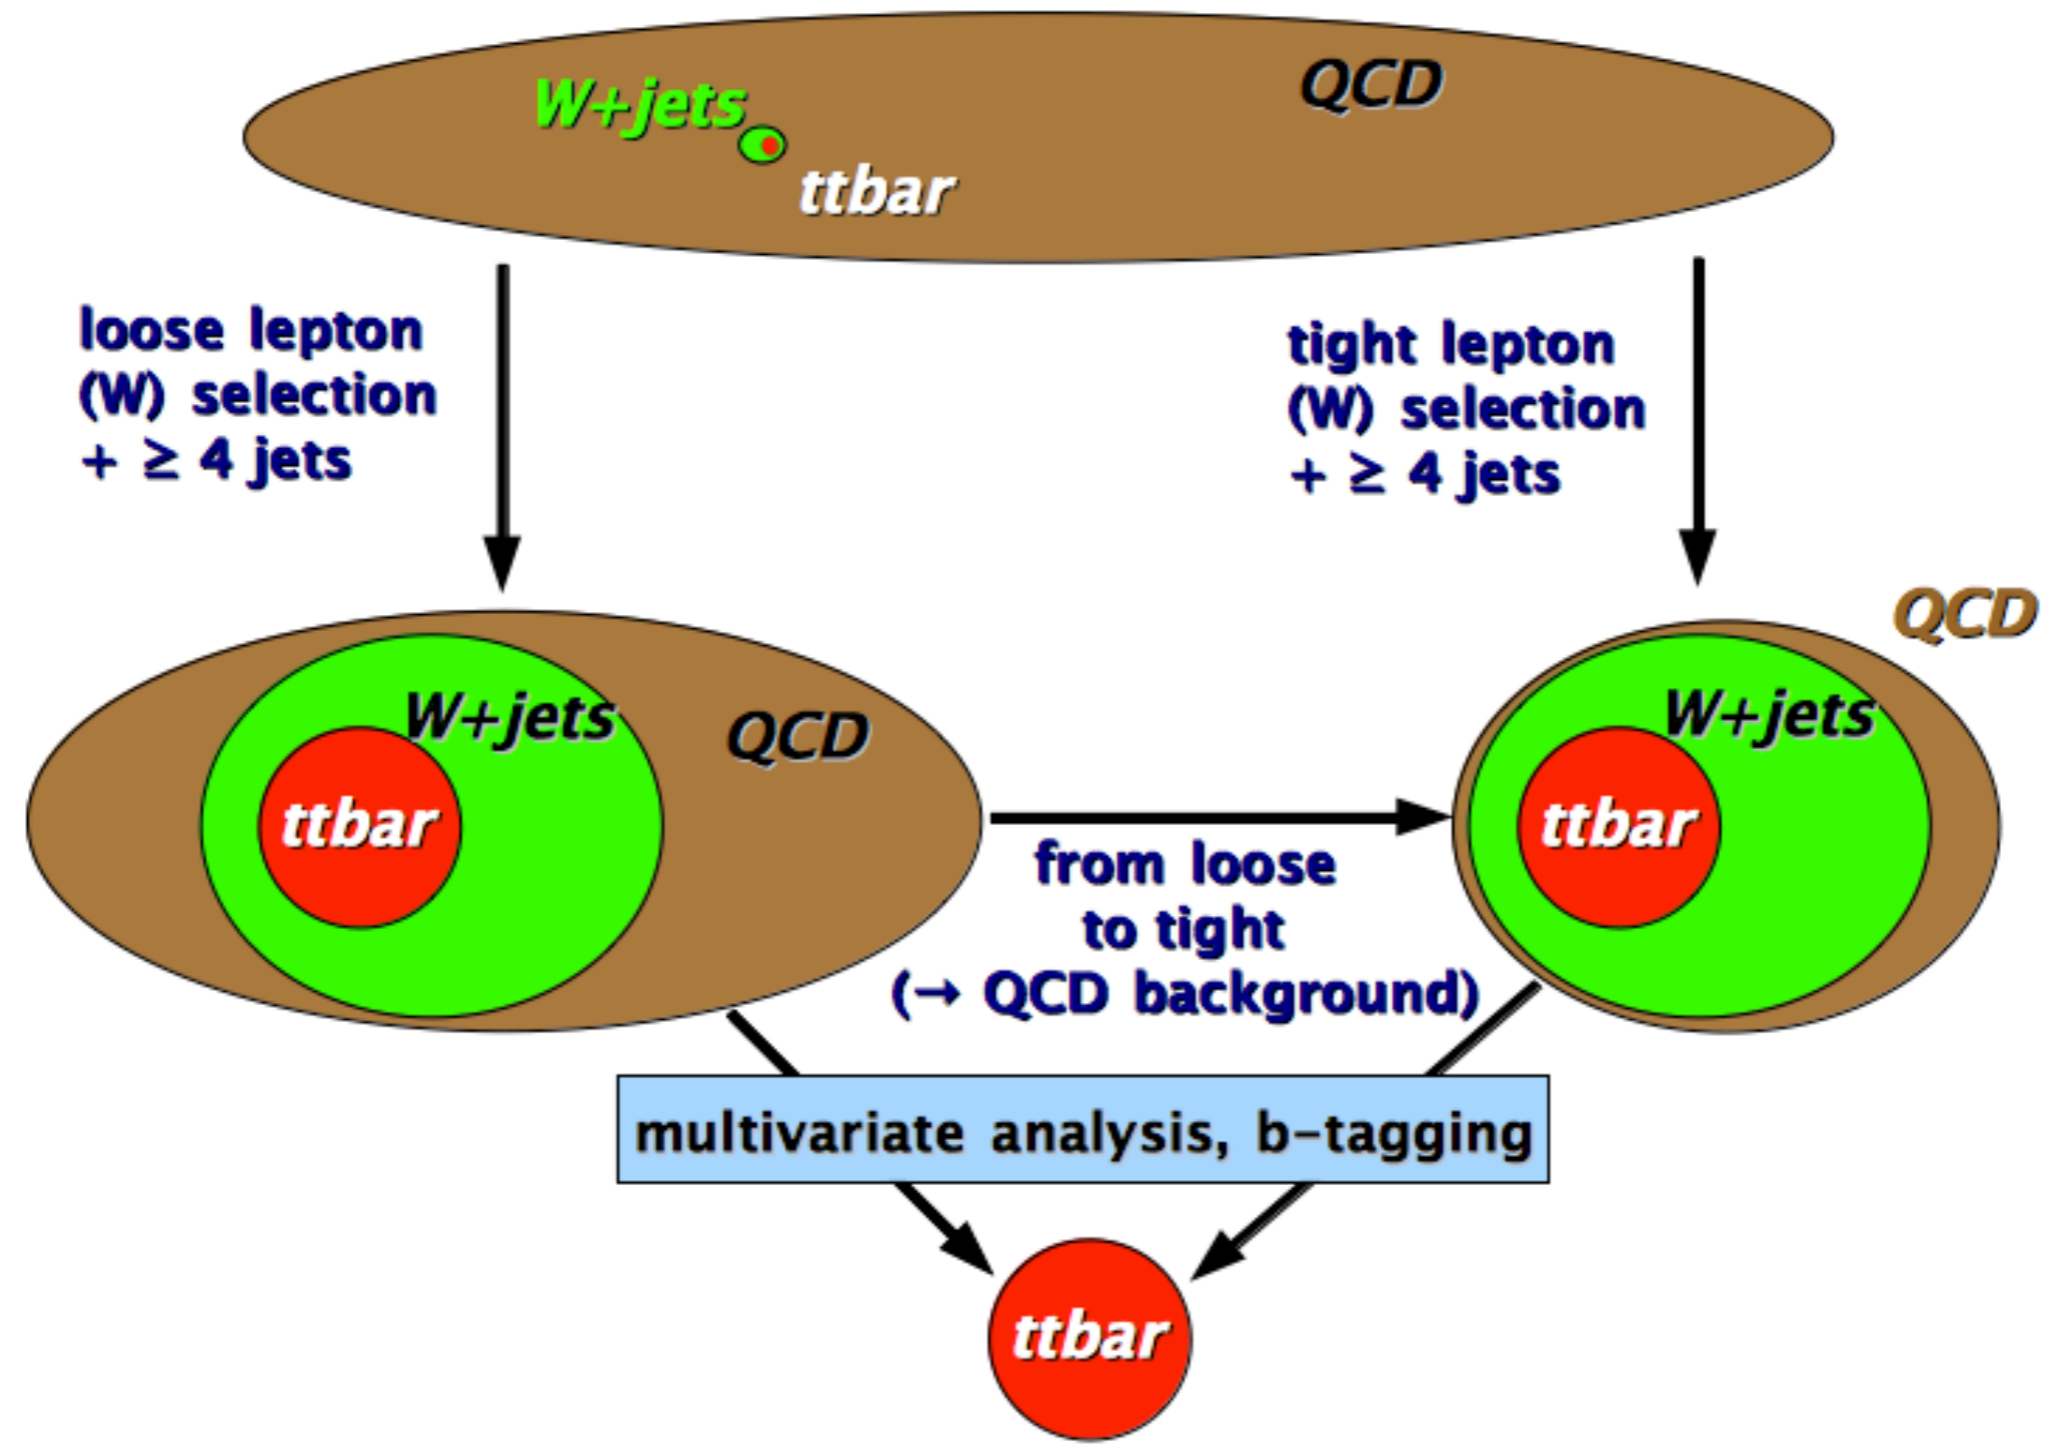 W+jets
QCD
ttbar
loose lepton
(W) selection
+ ≥ 4 jets
tight lepton
(W) selection
+ ≥ 4 jets
QCD
W+jets
QCD
ttbar
W+jets
ttbar
from loose
to tight
(→ QCD background)
multivariate analysis, b-tagging
ttbar